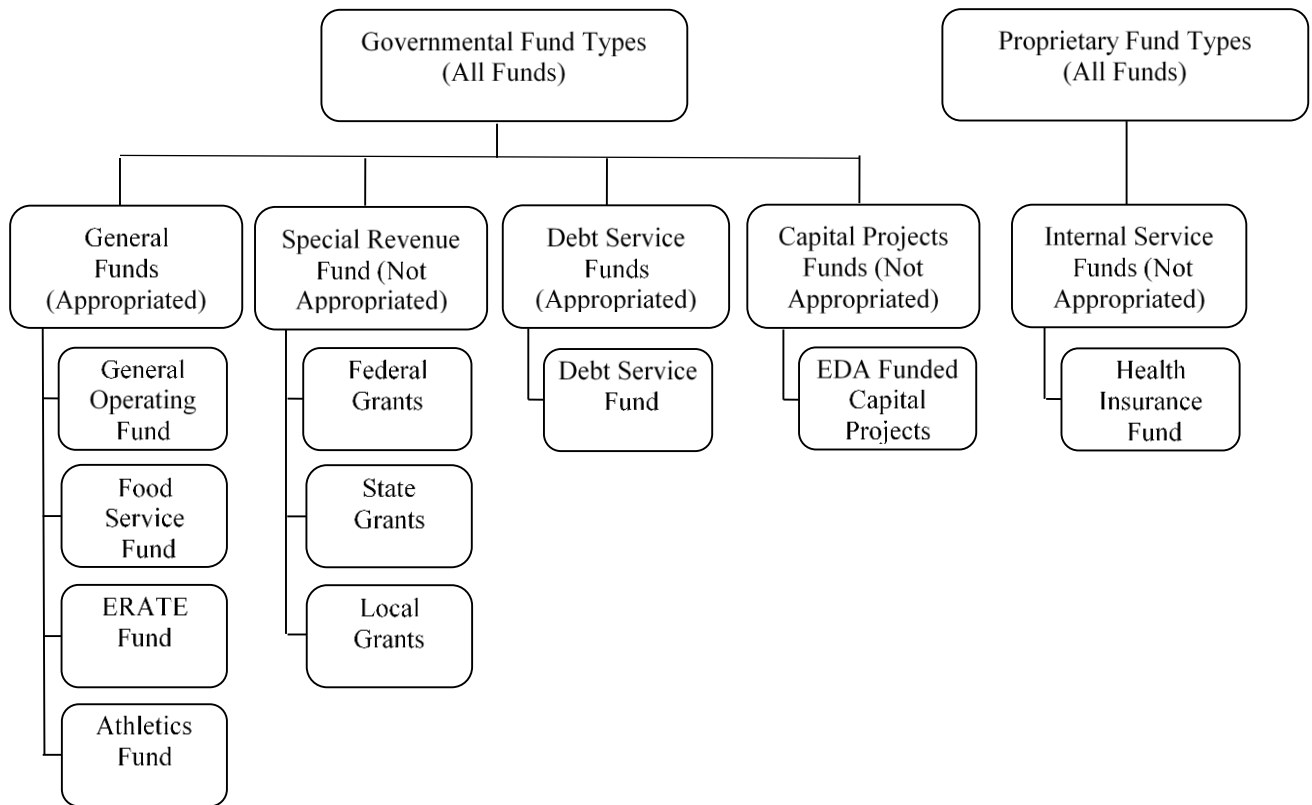 Governmental Fund Types
(All Funds)
Proprietary Fund Types
(All Funds)
General
Funds
(Appropriated)
Special Revenue
Fund (Not
Appropriated)
Debt Service
Funds
(Appropriated)
Capital Projects
Funds (Not
Appropriated)
Internal Service
Funds (Not
Appropriated)
General
Operating
Fund
Federal
Grants
Debt Service
Fund
EDA Funded
Capital
Projects
Health
Insurance
Fund
Food
Service
Fund
State
Grants
ERATE
Fund
Local
Grants
Athletics
Fund